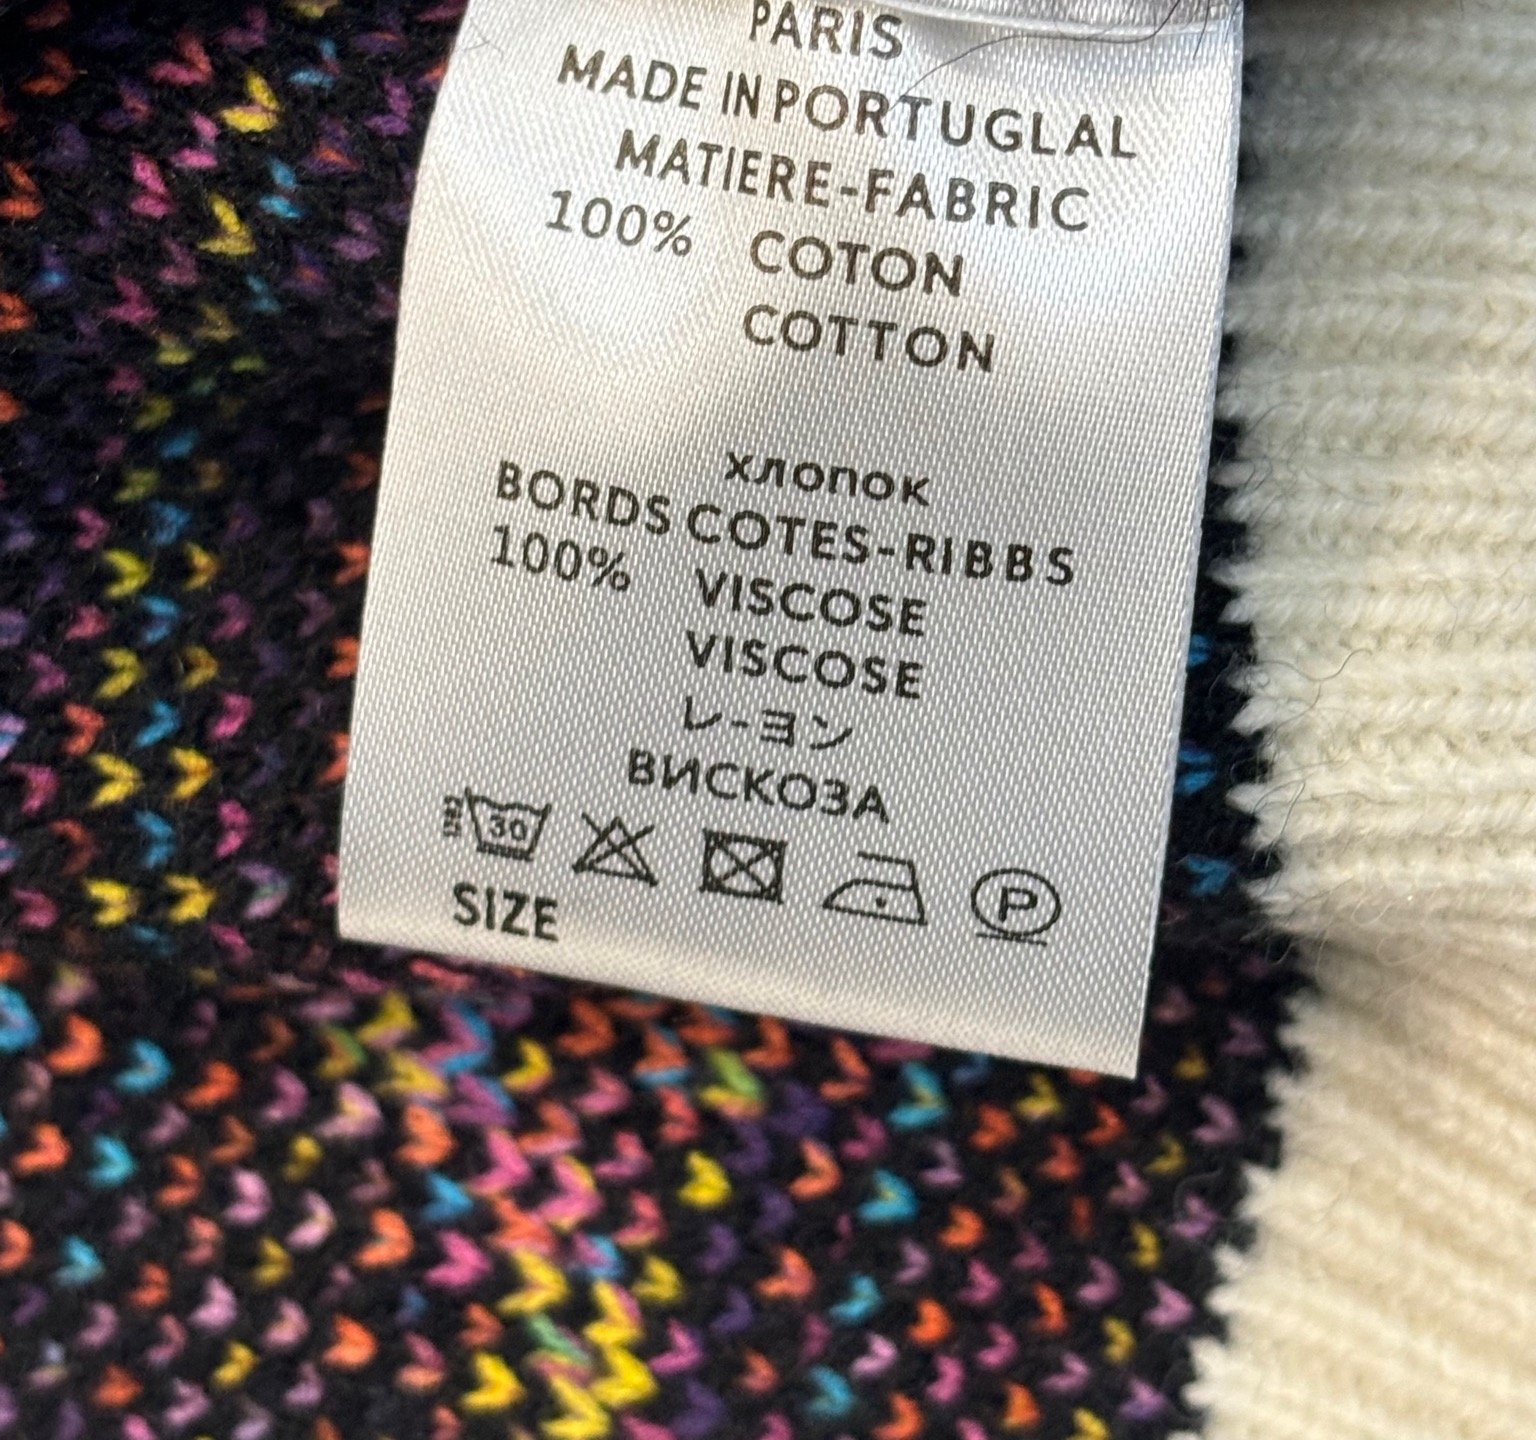 PARIS
MADE IN PORTUGLAL
MATIERE-FABRIC
100% COTON
COTTON
хлопок
BORDS COTES-RIBBS
100% VISCOSE
VISCOSE
レ-ヨン
ВИСКОЗА
30 P
SIZE